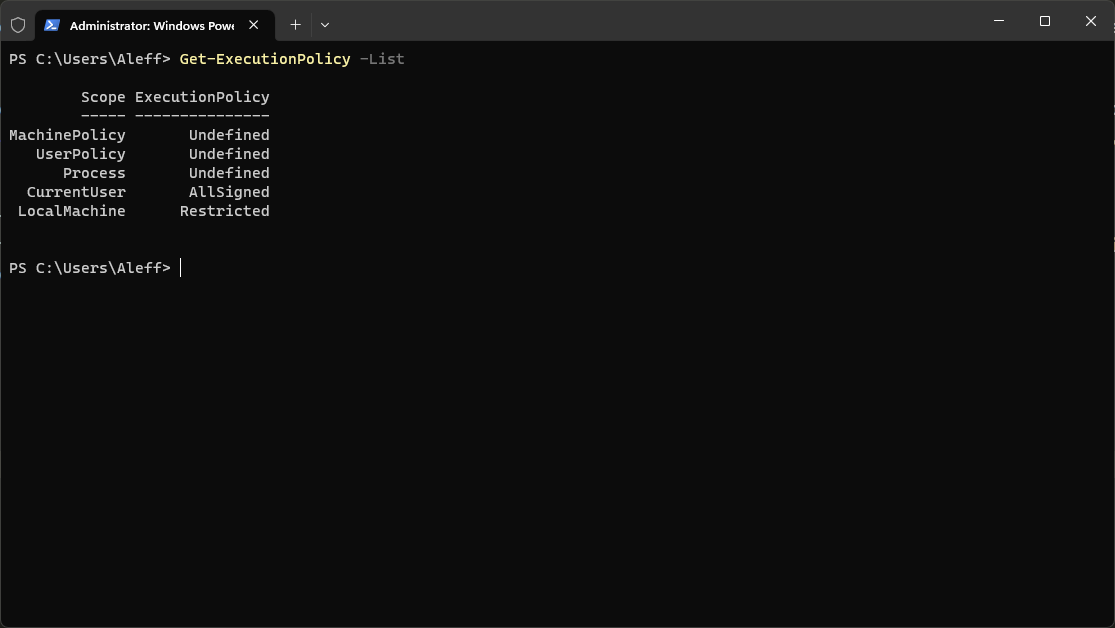 Administrator: Windows Powe
PS C:\Users\Aleff> Get-ExecutionPolicy -List
Scope ExecutionPolicy
----- ---------------
MachinePolicy Undefined
UserPolicy Undefined
Process Undefined
CurrentUser AllSigned
LocalMachine Restricted
PS C:\Users\Aleff>